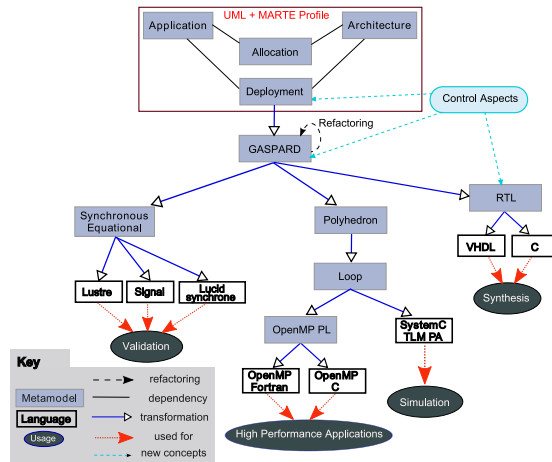 UML + MARTE Profile
Application
Architecture
Allocation
Deployment
Control Aspects
Refactoring
GASPARD
Synchronous
Equational
Polyhedron
RTL
VHDL
C
Loop
Lustre
Signal
Lucid
synchrone
Synthesis
OpenMP PL
SystemC
TLM PA
Validation
OpenMP
Fortran
OpenMP
C
Simulation
High Performance Applications
Key
refactoring
Metamodel
dependency
Language
transformation
Usage
used for
new concepts